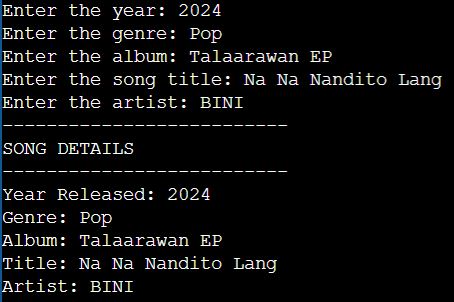 Enter the year: 2024
Enter the genre: Pop
Enter the album: Talaarawan EP
Enter the song title: Na Na Nandito Lang
Enter the artist: BINI
--------------------------
SONG DETAILS
--------------------------
Year Released: 2024
Genre: Pop
Album: Talaarawan EP
Title: Na Na Nandito Lang
Artist: BINI